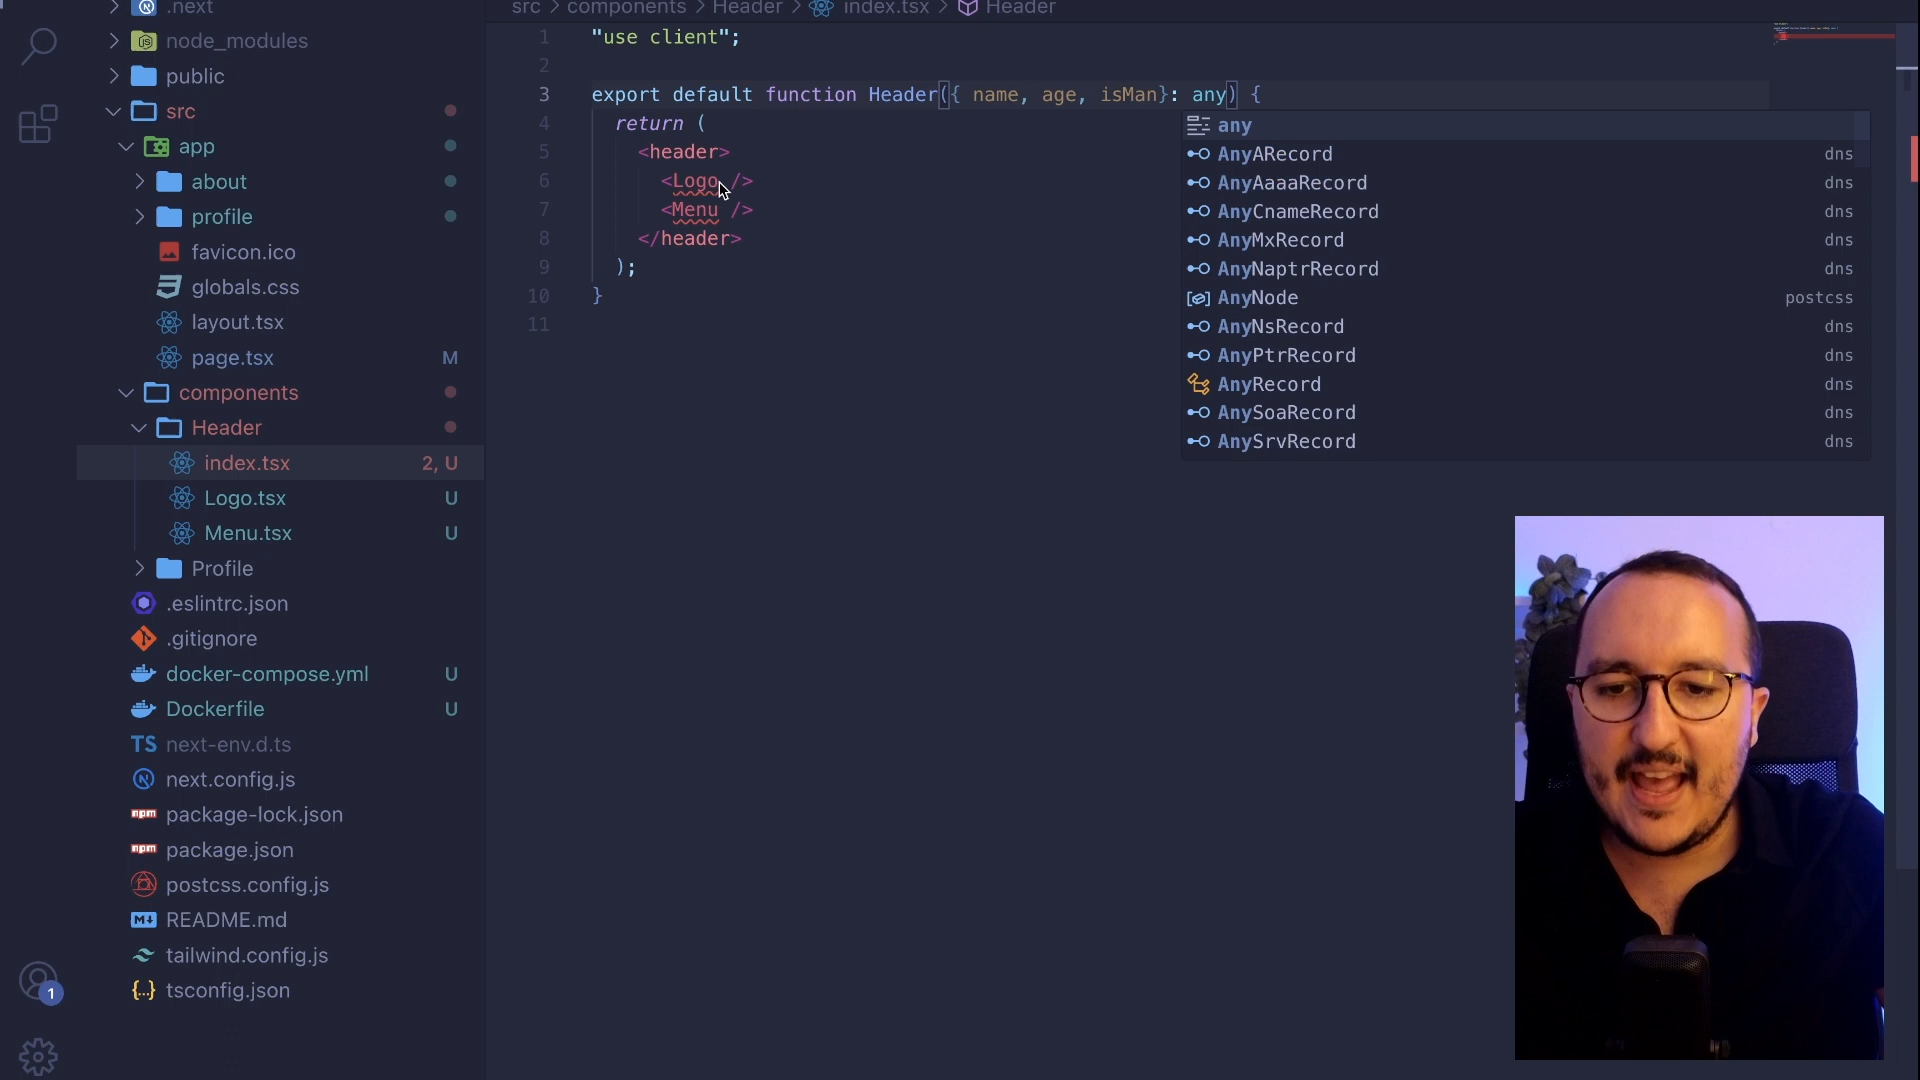 .next
node_modules
public
src
app
about
profile
favicon.ico
globals.css
layout.tsx
page.tsx M
components
Header
index.tsx 2, U
Logo.tsx U
Menu.tsx U
Profile
.eslintrc.json
.gitignore
docker-compose.yml U
Dockerfile U
TS next-env.d.ts
next.config.js
npm package-lock.json
npm package.json
postcss.config.js
M↓ README.md
tailwind.config.js
{..} tsconfig.json
1
src > components > Header > index.tsx > Header
1 "use client";
2
3 export default function Header({ name, age, isMan}: any) {
4 return (
5 <header>
6 <Logo />
7 <Menu />
8 </header>
9 );
10 }
11
any
AnyARecord dns
AnyAaaaRecord dns
AnyCnameRecord dns
AnyMxRecord dns
AnyNaptrRecord dns
AnyNode postcss
AnyNsRecord dns
AnyPtrRecord dns
AnyRecord dns
AnySoaRecord dns
AnySrvRecord dns